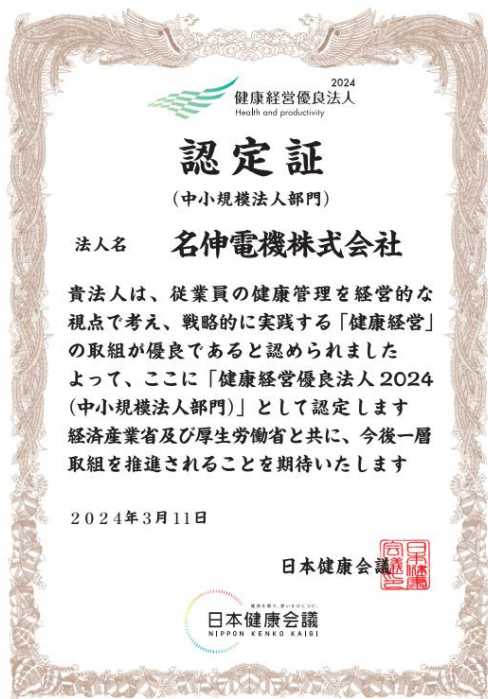 2024
健康経営優良法人
Health and productivity
認定証
(中小規模法人部門)
法人名 名伸電機株式会社
貴法人は、従業員の健康管理を経営的な
視点で考え、戦略的に実践する「健康経営」
の取組が優良であると認められました
よって、ここに「健康経営優良法人2024
(中小規模法人部門)」として認定します
経済産業省及び厚生労働省と共に、今後一層
取組を推進されることを期待いたします
2024年3月11日
日本健康会議
日本健康会議之印
日本健康会議
NIPPON KENKO KAIGI